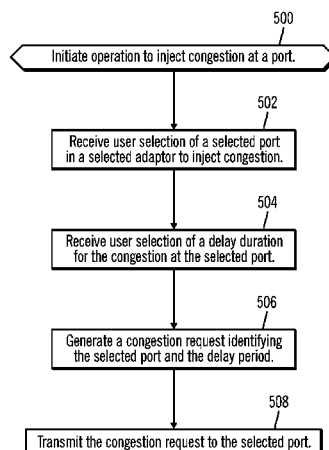 500
Initiate operation to inject congestion at a port.
502
Receive user selection of a selected port
in a selected adaptor to inject congestion.
504
Receive user selection of a delay duration
for the congestion at the selected port.
506
Generate a congestion request identifying
the selected port and the delay period.
508
Transmit the congestion request to the selected port.